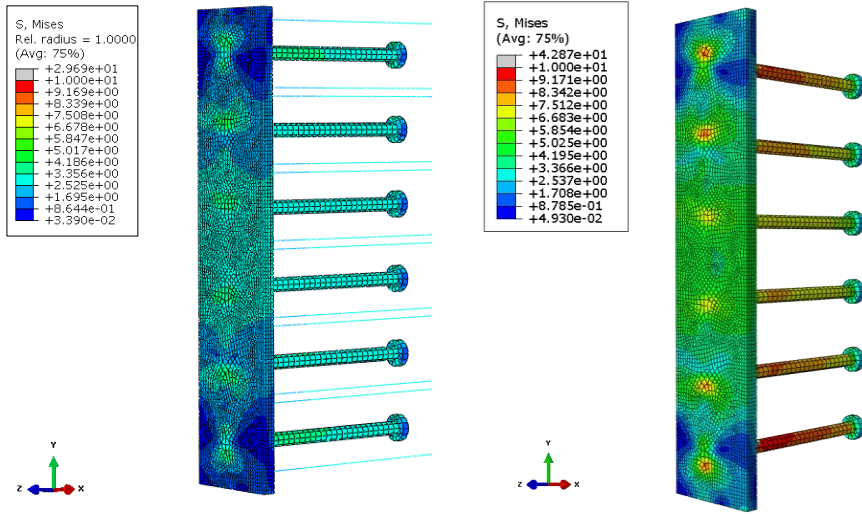 S, Mises
Rel. radius = 1.0000
(Avg: 75%)
+2.969e+01
+1.000e+01
+9.169e+00
+8.339e+00
+7.508e+00
+6.678e+00
+5.847e+00
+5.017e+00
+4.186e+00
+3.356e+00
+2.525e+00
+1.695e+00
+8.644e-01
+3.390e-02
Y
Z
X
S, Mises
(Avg: 75%)
+4.287e+01
+1.000e+01
+9.171e+00
+8.342e+00
+7.512e+00
+6.683e+00
+5.854e+00
+5.025e+00
+4.195e+00
+3.366e+00
+2.537e+00
+1.708e+00
+8.785e-01
+4.930e-02
Y
Z
X